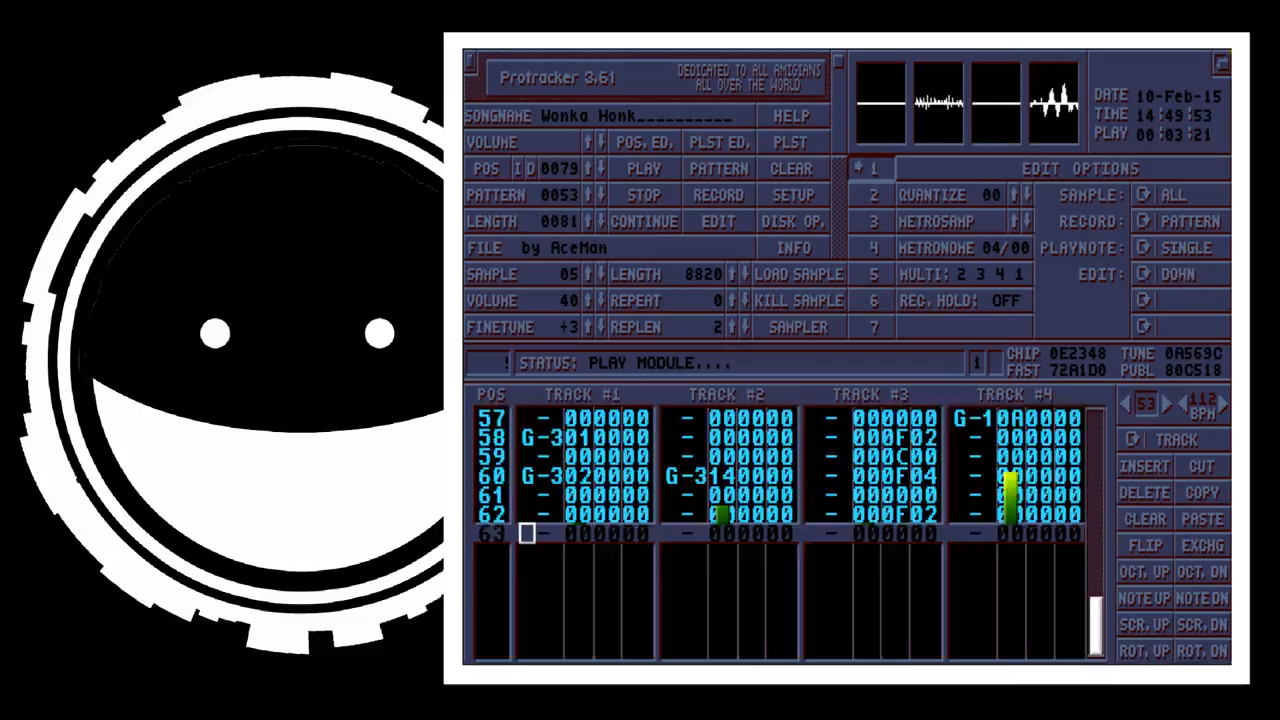 Protracker 3.61
DEDICATED TO ALL AMIGIANS
ALL OVER THE WORLD
SONGNAME Wonka Honk__________ HELP
VOLUME POS. ED. PLST ED. PLST
POS I D 0079 PLAY PATTERN CLEAR
PATTERN 0053 STOP RECORD SETUP
LENGTH 0081 CONTINUE EDIT DISK OP.
FILE by AceMan INFO
SAMPLE 05 LENGTH 8820 LOAD SAMPLE
VOLUME 40 REPEAT 0 KILL SAMPLE
FINETUNE +3 REPLEN 2 SAMPLER
DATE 10-Feb-15
TIME 14:49:53
PLAY 00:03:21
1 EDIT OPTIONS
2 QUANTIZE 00 SAMPLE: ALL
3 METROSAMP RECORD: PATTERN
4 METRONOME 04/00 PLAYNOTE: SINGLE
5 MULTI: 2 3 4 1 EDIT: DOWN
6 REC. HOLD: OFF
7
! STATUS: PLAY MODULE.... 1
CHIP 0E2348 TUNE 0A569C
FAST 72A1D0 PUBL 80C518
POS TRACK #1 TRACK #2 TRACK #3 TRACK #4
57 - 000000 - 000000 - 000000 G-10A0000
58 G-3010000 - 000000 - 000F02 - 000000
59 - 000000 - 000000 - 000C00 - 000000
60 G-3020000 G-3140000 - 000F04 - 000000
61 - 000000 - 000000 - 000000 - 000000
62 - 000000 - 000000 - 000F02 - 000000
63 - 000000 - 000000 - 000000 - 000000
53 112 BPM
TRACK
INSERT CUT
DELETE COPY
CLEAR PASTE
FLIP EXCHG
OCT. UP OCT. DN
NOTE UP NOTE DN
SCR. UP SCR. DN
ROT. UP ROT. DN